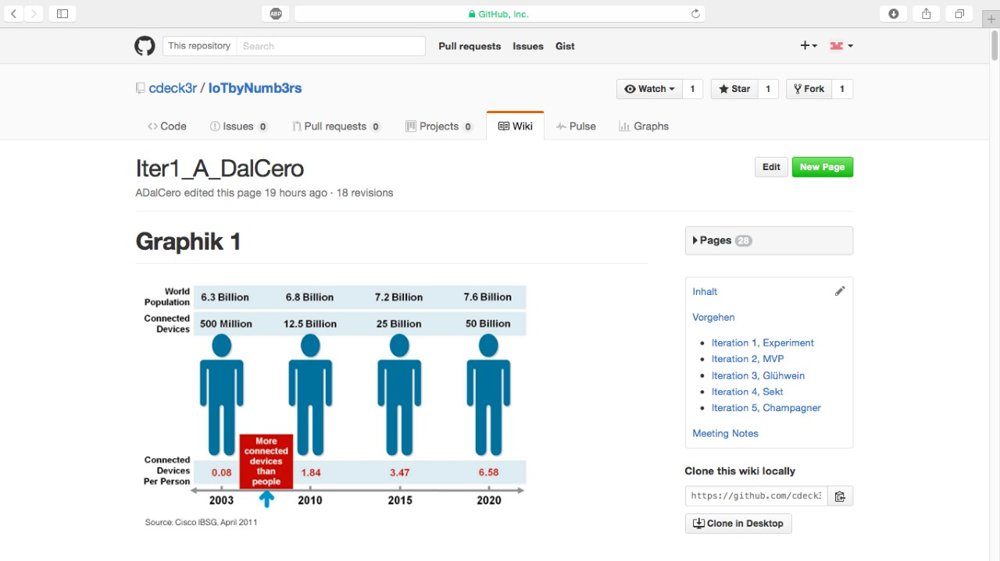 ABP
GitHub, Inc.
This repository Search Pull requests Issues Gist
cdeck3r / IoTbyNumb3rs
Watch 1 Star 1 Fork 1
Code Issues 0 Pull requests 0 Projects 0 Wiki Pulse Graphs
Iter1_A_DalCero
Edit New Page
ADalCero edited this page 19 hours ago · 18 revisions
Graphik 1
World
Population 6.3 Billion 6.8 Billion 7.2 Billion 7.6 Billion
Connected
Devices 500 Million 12.5 Billion 25 Billion 50 Billion
More
connected
devices
than
people
Connected
Devices
Per Person 0.08 1.84 3.47 6.58
2003 2010 2015 2020
Source: Cisco IBSG, April 2011
Pages 28
Inhalt
Vorgehen
Iteration 1, Experiment
Iteration 2, MVP
Iteration 3, Glühwein
Iteration 4, Sekt
Iteration 5, Champagner
Meeting Notes
Clone this wiki locally
https://github.com/cdeck3
Clone in Desktop